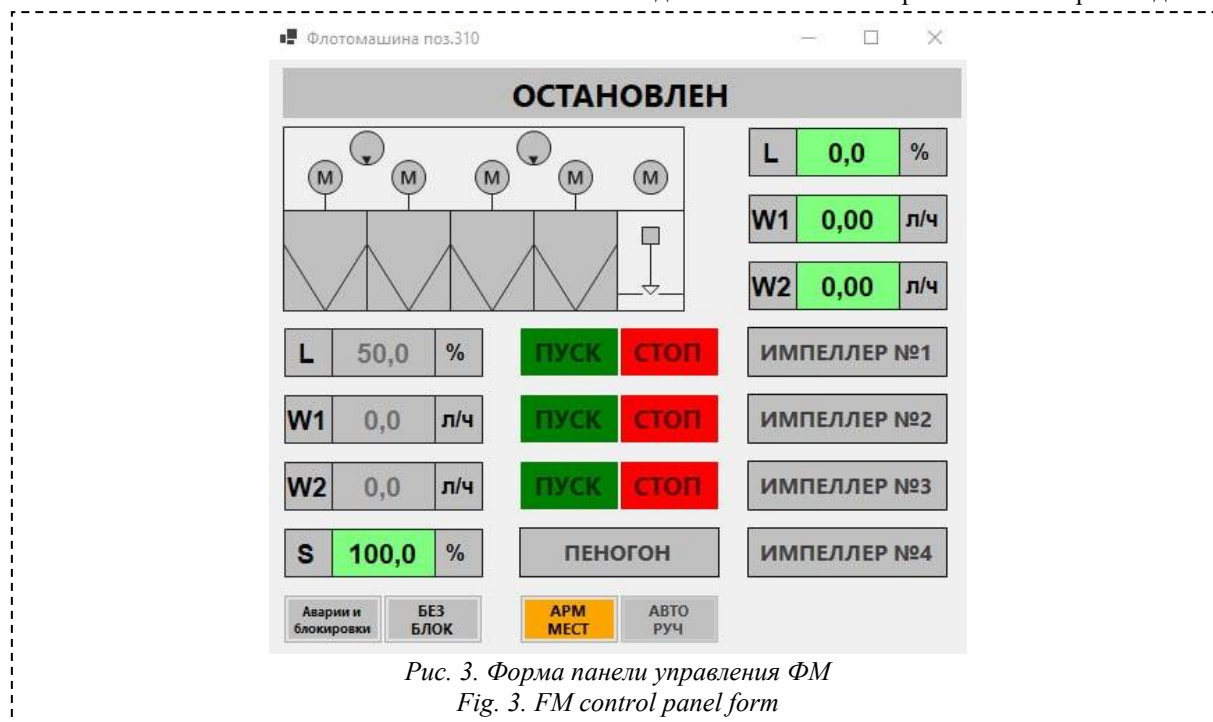 Флотомашина поз.310
ОСТАНОВЛЕН
M M M M M
L 0,0 %
W1 0,00 л/ч
W2 0,00 л/ч
L 50,0 % ПУСК СТОП ИМПЕЛЛЕР №1
W1 0,0 л/ч ПУСК СТОП ИМПЕЛЛЕР №2
W2 0,0 л/ч ПУСК СТОП ИМПЕЛЛЕР №3
S 100,0 % ПЕНОГОН ИМПЕЛЛЕР №4
Аварии и БЕЗ АРМ АВТО
блокировки БЛОК МЕСТ РУЧ
Рис. 3. Форма панели управления ФМ
Fig. 3. FM control panel form